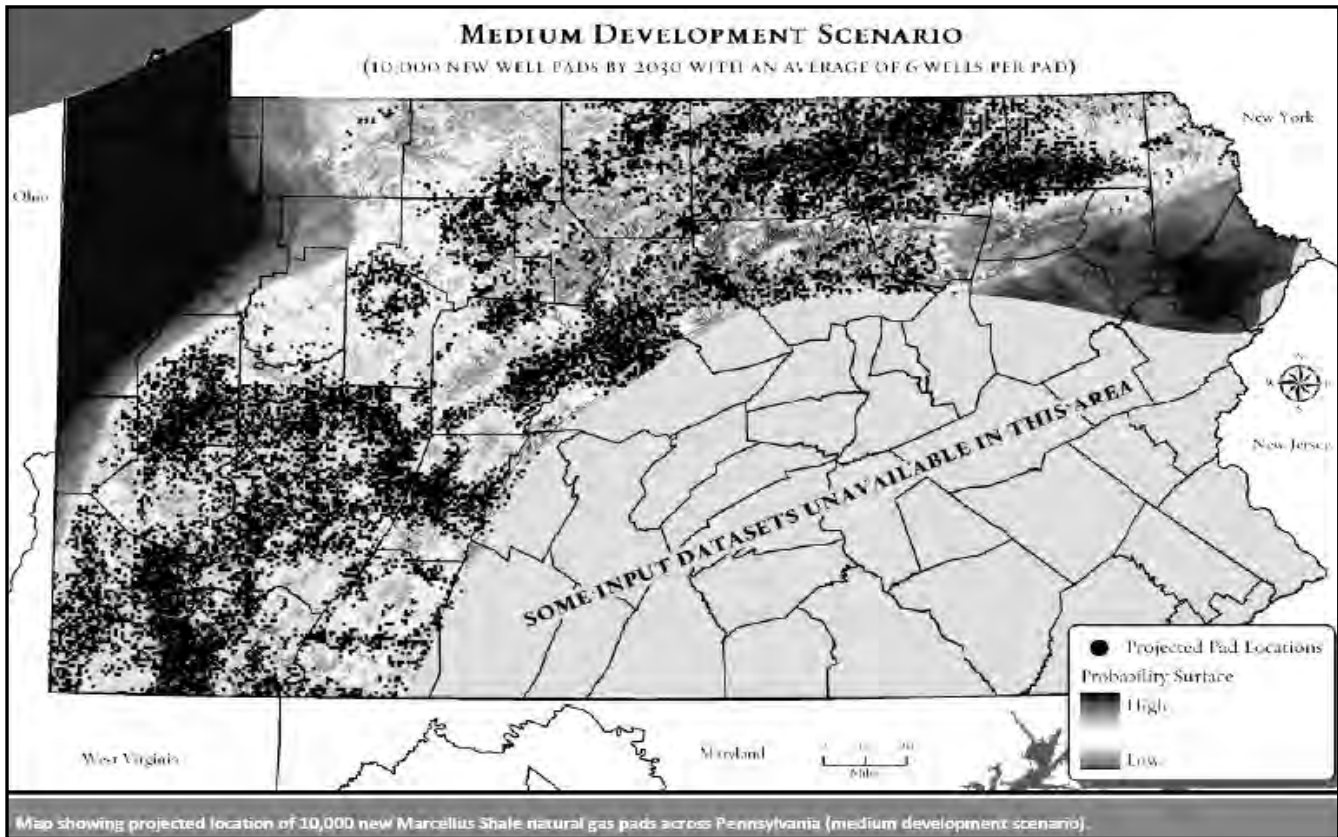 MEDIUM DEVELOPMENT SCENARIO
(10,000 NEW WELL PADS BY 2030 WITH AN AVERAGE OF 6 WELLS PER PAD)
New York
Ohio
New Jersey
SOME INPUT DATASETS UNAVAILABLE IN THIS AREA
Projected Pad Locations
Probability Surface
High
Low
West Virginia
Maryland
Miles
Map showing projected location of 10,000 new Marcellus Shale natural gas pads across Pennsylvania (medium development scenario).